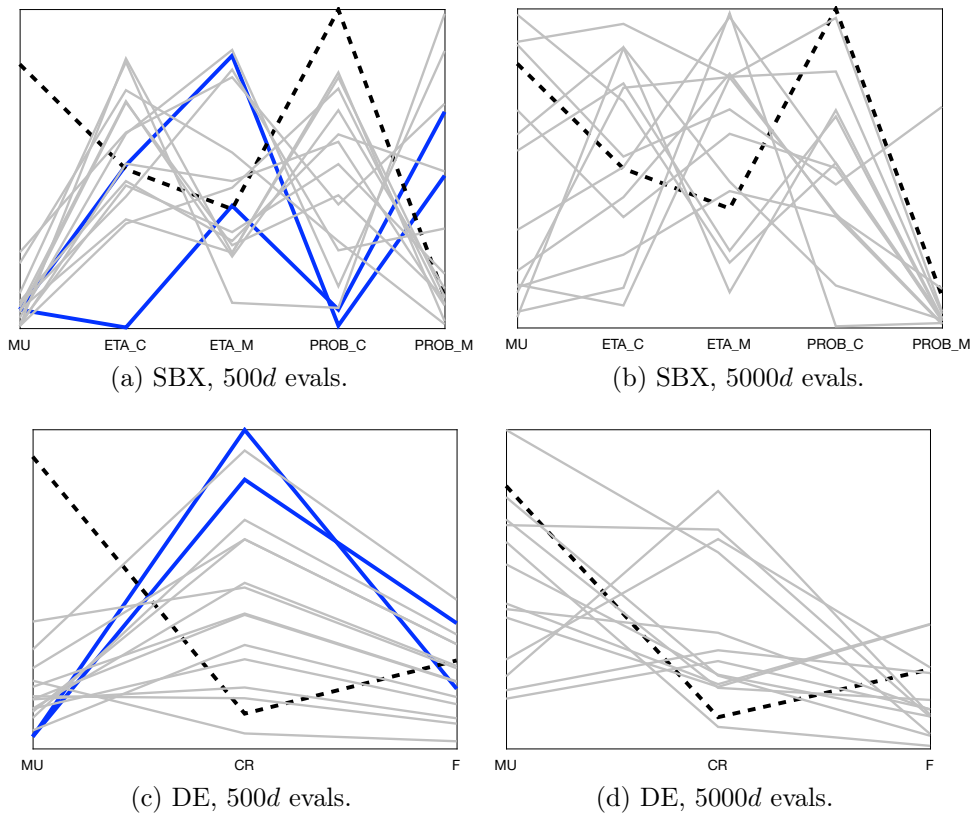 MU ETA_C ETA_M PROB_C PROB_M
MU ETA_C ETA_M PROB_C PROB_M
(a) SBX, 500d evals.
(b) SBX, 5000d evals.
MU CR F
MU CR F
(c) DE, 500d evals.
(d) DE, 5000d evals.